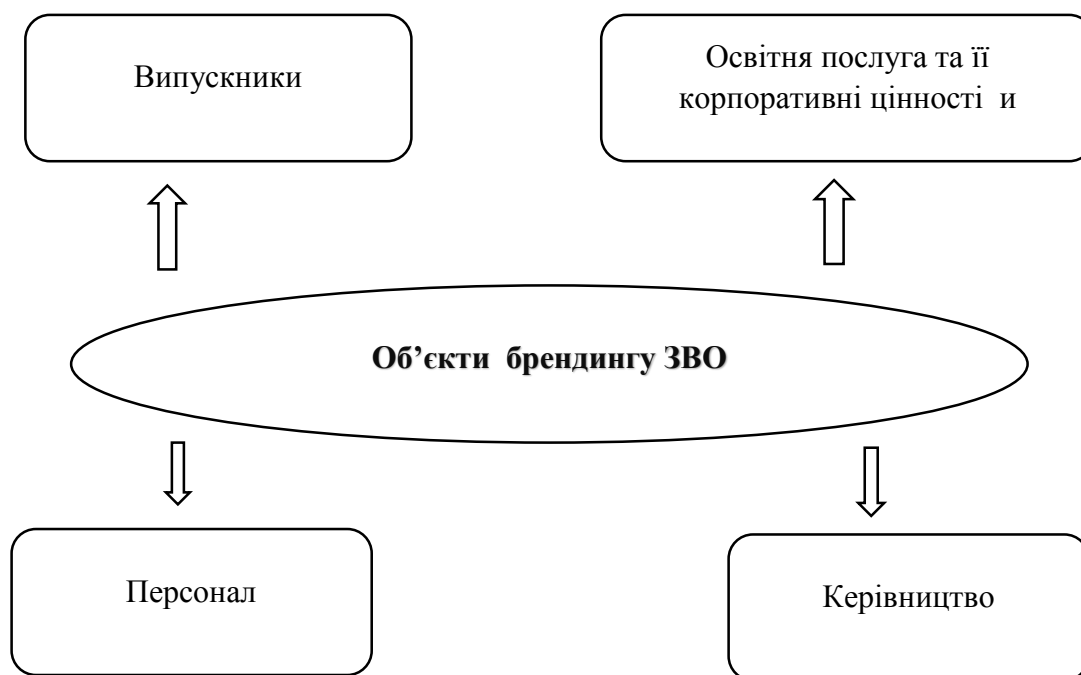 Випускники
Освітня послуга та її
корпоративні цінності и
Об’єкти брендингу ЗВО
Персонал
Керівництво